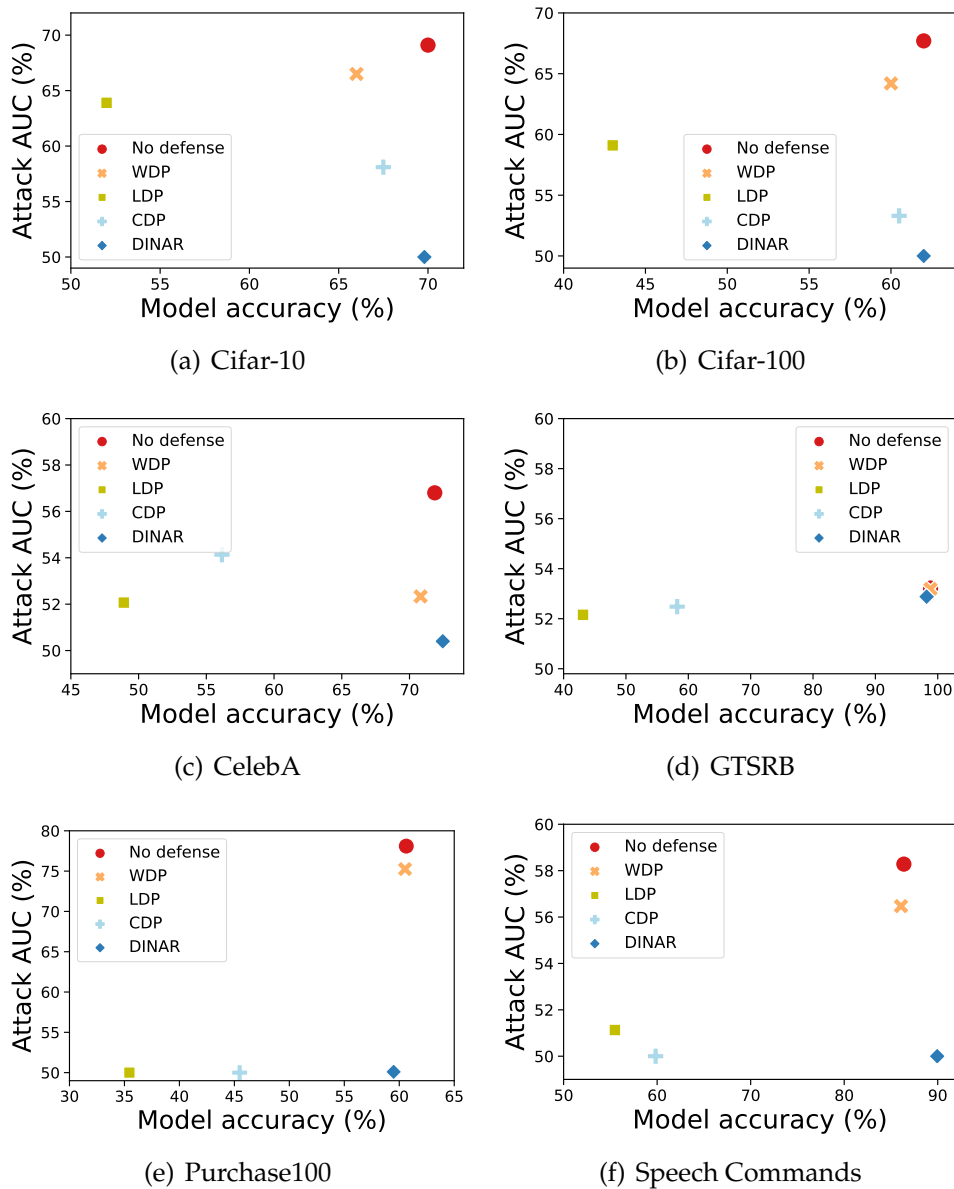 70
65
60
55
50
Attack AUC (%)
No defense
WDP
LDP
CDP
DINAR
50 55 60 65 70
Model accuracy (%)
(a) Cifar-10
70
65
60
55
50
Attack AUC (%)
No defense
WDP
LDP
CDP
DINAR
40 45 50 55 60
Model accuracy (%)
(b) Cifar-100
60
58
56
54
52
50
Attack AUC (%)
No defense
WDP
LDP
CDP
DINAR
45 50 55 60 65 70
Model accuracy (%)
(c) CelebA
60
58
56
54
52
50
Attack AUC (%)
No defense
WDP
LDP
CDP
DINAR
40 50 60 70 80 90 100
Model accuracy (%)
(d) GTSRB
80
75
70
65
60
55
50
Attack AUC (%)
No defense
WDP
LDP
CDP
DINAR
30 35 40 45 50 55 60 65
Model accuracy (%)
(e) Purchase100
60
58
56
54
52
50
Attack AUC (%)
No defense
WDP
LDP
CDP
DINAR
50 60 70 80 90
Model accuracy (%)
(f) Speech Commands